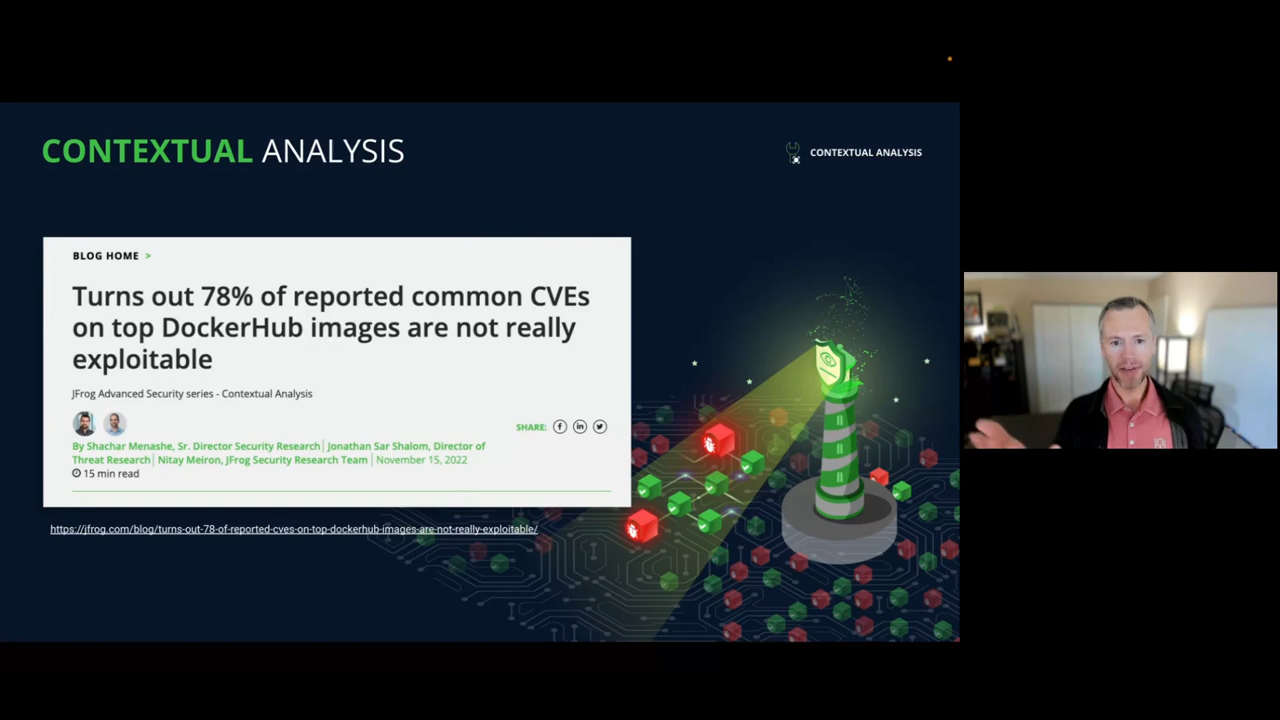 CONTEXTUAL ANALYSIS
CONTEXTUAL ANALYSIS
BLOG HOME >
Turns out 78% of reported common CVEs
on top DockerHub images are not really
exploitable
JFrog Advanced Security series - Contextual Analysis
SHARE:
By Shachar Menashe, Sr. Director Security Research | Jonathan Sar Shalom, Director of
Threat Research | Nitay Meiron, JFrog Security Research Team | November 15, 2022
15 min read
https://jfrog.com/blog/turns-out-78-of-reported-cves-on-top-dockerhub-images-are-not-really-exploitable/